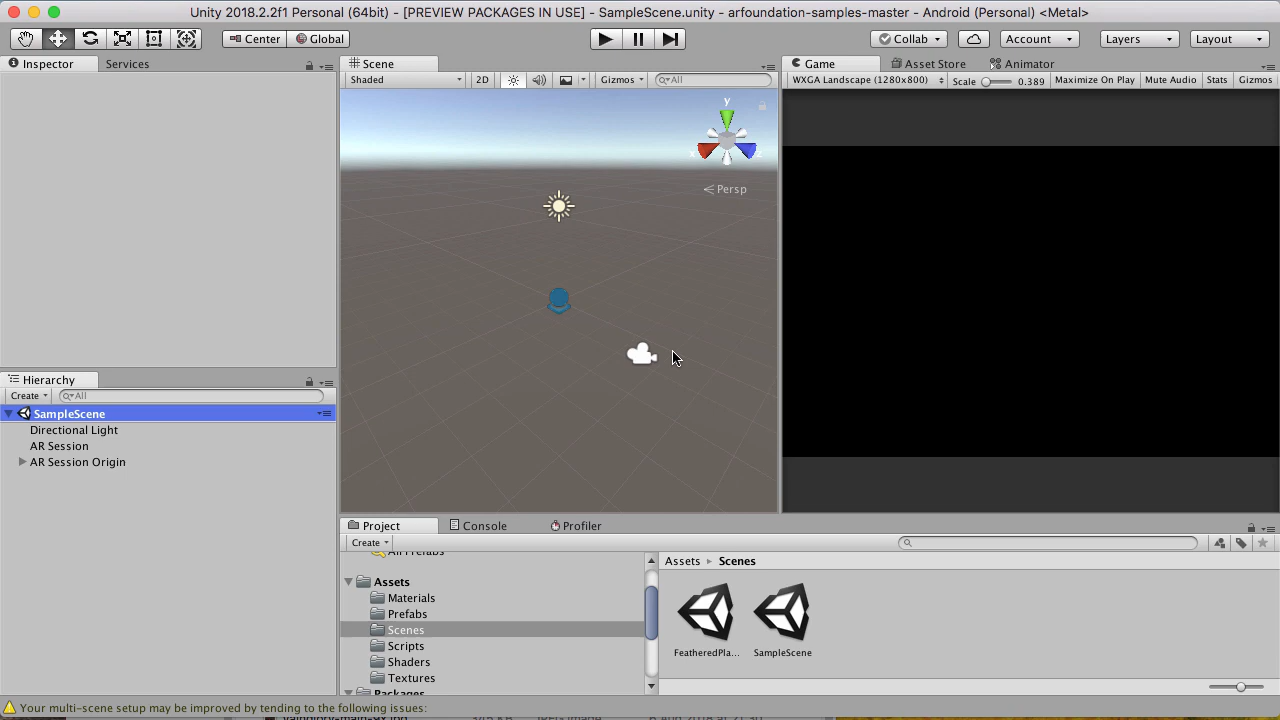 Unity 2018.2.2f1 Personal (64bit) - [PREVIEW PACKAGES IN USE] - SampleScene.unity - arfoundation-samples-master - Android (Personal) <Metal>
Center Global Collab Account Layers Layout
Inspector Services Scene Game Asset Store Animator
Shaded 2D Gizmos All WXGA Landscape (1280x800) Scale 0.389 Maximize On Play Mute Audio Stats Gizmos
y
x z
Persp
Hierarchy
Create All
SampleScene
Directional Light
AR Session
AR Session Origin
Project Console Profiler
Create
All Prefabs
Assets
Materials
Prefabs
Scenes
Scripts
Shaders
Textures
Packages
Assets Scenes
FeatheredPla... SampleScene
Your multi-scene setup may be improved by tending to the following issues: